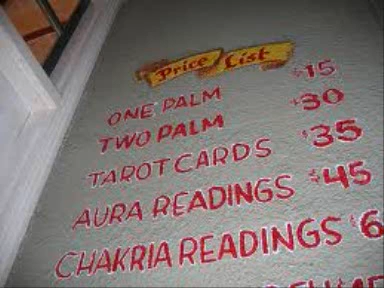 Price List
ONE PALM $15
TWO PALM $30
TAROT CARDS $35
AURA READINGS $45
CHAKRIA READINGS $6